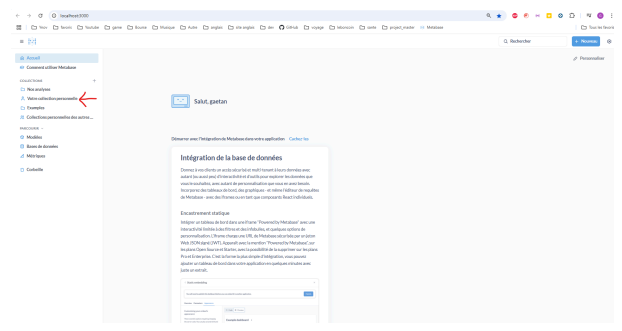 localhost:3000
Tous
favoris
Youtube
game
Bourse
Musique
Autre
anglais
site anglais
dev
GitHub
voyage
project_master
Metabase
Tous les favoris
Rechercher
+ Nouveau
Accueil
Comment utiliser Metabase
Personnaliser
COLLECTIONS
Nos analyses
Votre collection personnelle
Exemples
Collections personnelles des autres ...
PARCOURIR
Modèles
Bases de données
Métriques
Corbeille
Salut, gaetan
Démarrer avec l'intégration de Metabase dans votre application Cachez-les
Intégration de la base de données
Donnez à vos clients un accès sécurisé et multi-tenant à leurs données avec
autant (ou aussi peu) d'interactivité et d'outils pour explorer les données que
vous le souhaitez, avec autant de personnalisation que vous en avez besoin.
Incorporez des tableaux de bord, des graphiques - et même l'éditeur de requêtes
de Metabase - avec des iframes ou en tant que composants React individuels.
Encastrement statique
Intégrer un tableau de bord dans une iframe "Powered by Metabase" avec une
interactivité limitée à des filtres et des infobulles, et quelques options de
personnalisation. L'iframe charge une URL de Metabase sécurisée par un jeton
Web JSON signé (JWT). Apparaît avec la mention "Powered by Metabase" sur
les plans Open Source et Starter, avec la possibilité de la supprimer sur les plans
Pro et Enterprise. C'est la forme la plus simple d'intégration, vous pouvez
ajouter un tableau de bord dans votre application en quelques minutes avec
juste un extrait.